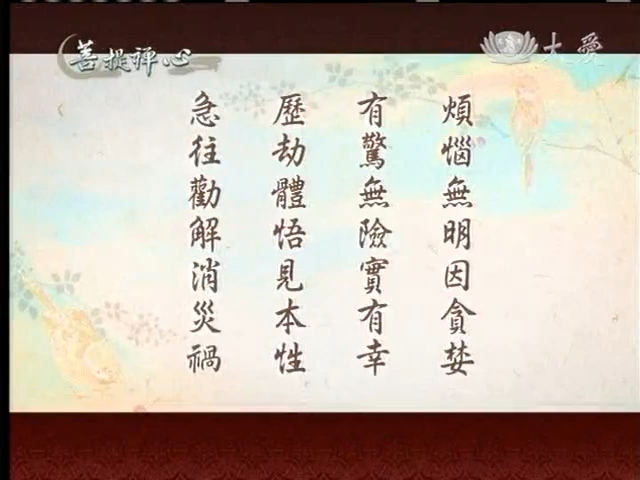 菩提禪心
大愛
煩惱無明因貪婪
有驚無險實有幸
歷劫體悟見本性
急往勸解消災禍